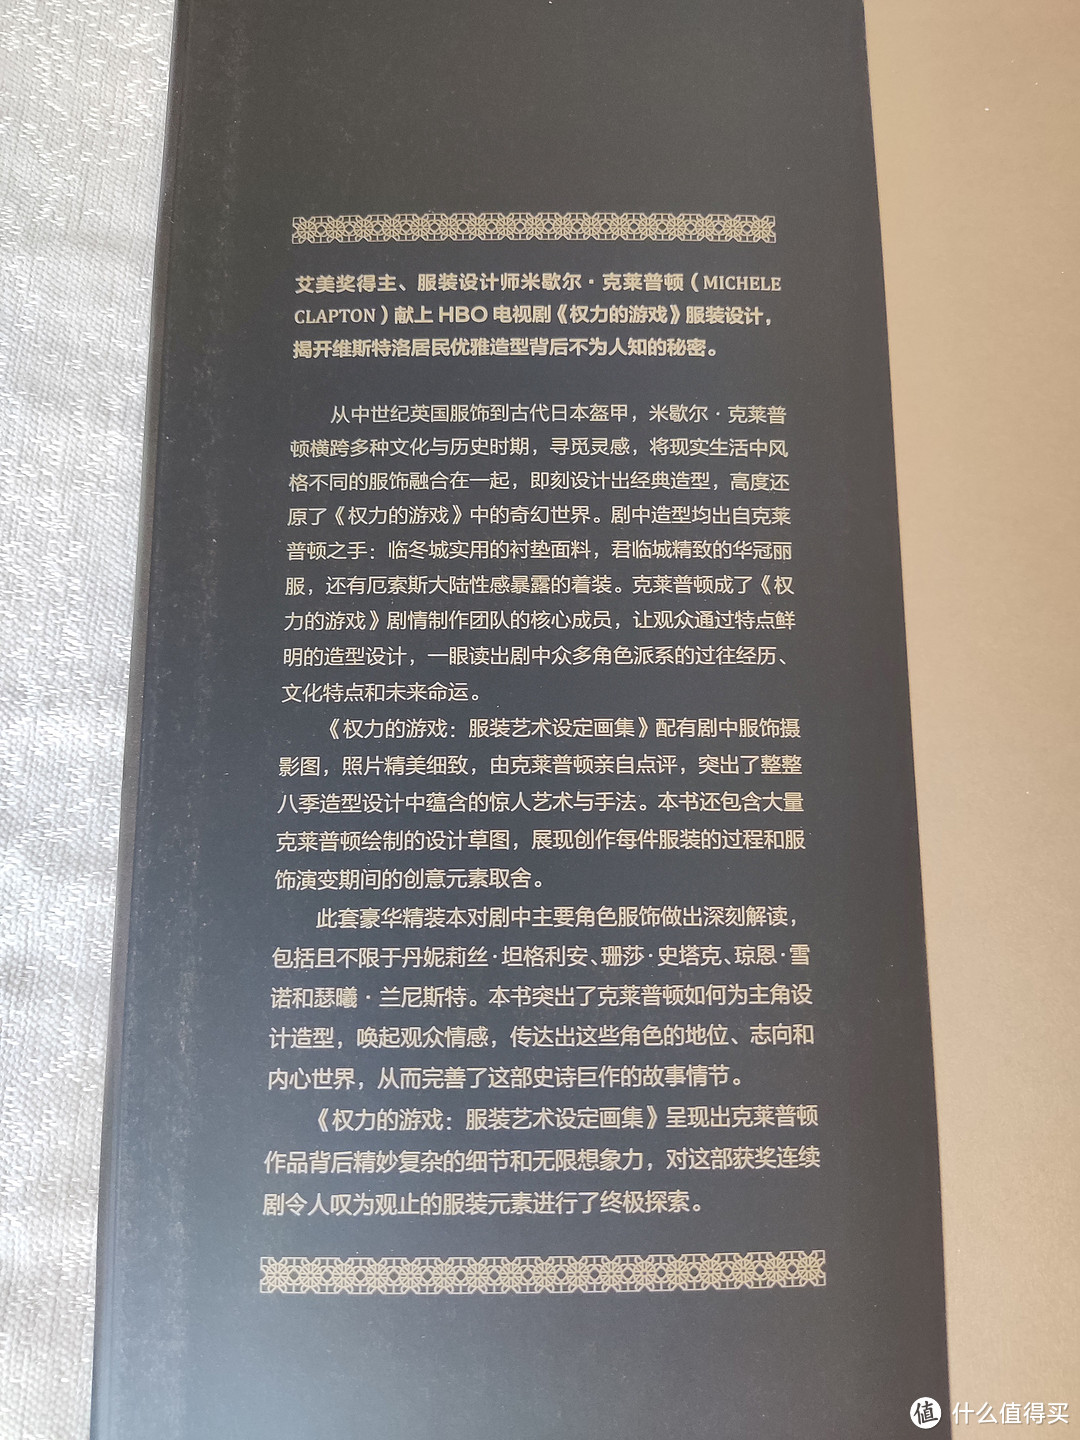 艾美奖得主、服装设计师米歇尔·克莱普顿（MICHELE
CLAPTON）献上 HBO 电视剧《权力的游戏》服装设计，
揭开维斯特洛居民优雅造型背后不为人知的秘密。
从中世纪英国服饰到古代日本盔甲，米歇尔·克莱普
顿横跨多种文化与历史时期，寻觅灵感，将现实生活中风
格不同的服饰融合在一起，即刻设计出经典造型，高度还
原了《权力的游戏》中的奇幻世界。剧中造型均出自克莱
普顿之手：临冬城实用的衬垫面料，君临城精致的华冠丽
服，还有厄索斯大陆性感暴露的着装。克莱普顿成了《权
力的游戏》剧情制作团队的核心成员，让观众通过特点鲜
明的造型设计，一眼读出剧中众多角色派系的过往经历、
文化特点和未来命运。
《权力的游戏：服装艺术设定画集》配有剧中服饰摄
影图，照片精美细致，由克莱普顿亲自点评，突出了整整
八季造型设计中蕴含的惊人艺术与手法。本书还包含大量
克莱普顿绘制的设计草图，展现创作每件服装的过程和服
饰演变期间的创意元素取舍。
此套豪华精装本对剧中主要角色服饰做出深刻解读，
包括且不限于丹妮莉丝·坦格利安、珊莎·史塔克、琼恩·雪
诺和瑟曦·兰尼斯特。本书突出了克莱普顿如何为主角设
计造型，唤起观众情感，传达出这些角色的地位、志向和
内心世界，从而完善了这部史诗巨作的故事情节。
《权力的游戏：服装艺术设定画集》呈现出克莱普顿
作品背后精妙复杂的细节和无限想象力，对这部获奖连续
剧令人叹为观止的服装元素进行了终极探索。
值 什么值得买